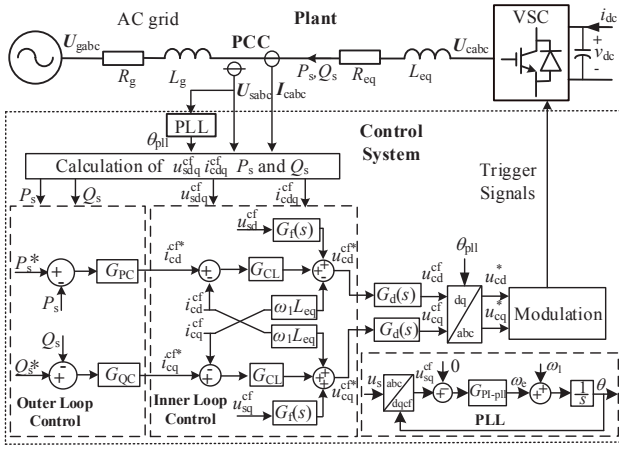 AC grid
Plant
VSC
i_dc
U_gabc
PCC
P_s,Q_s
U_cabc
+
v_dc
-
R_g
L_g
U_sabc
I_cabc
R_eq
L_eq
PLL
θ_pll
Control
System
Calculation of u_sdq^cf i_cdq^cf P_s and Q_s
Trigger
Signals
P_s
Q_s
u_sdq^cf
i_cdq^cf
u_sd^cf
G_f(s)
u_cd^cf*
P_s*
+
-
G_PC
i_cd^cf*
+
-
G_CL
+
+
-
θ_pll
P_s
i_cd^cf
ω_1L_eq
G_d(s)
u_cd^cf
dq
abc
u_cd^*
Modulation
i_cq^cf
ω_1L_eq
G_d(s)
u_cq^cf
u_cq^*
Q_s
Q_s*
+
-
G_QC
i_cq^cf*
+
-
G_CL
+
+
+
u_cq^cf*
u_sq^cf
G_f(s)
Outer Loop
Control
Inner Loop
Control
u_s
abc
dqcf
u_sq^cf
0
-
+
G_PI-pll
ω_e
ω_1
+
+
1
s
θ
PLL